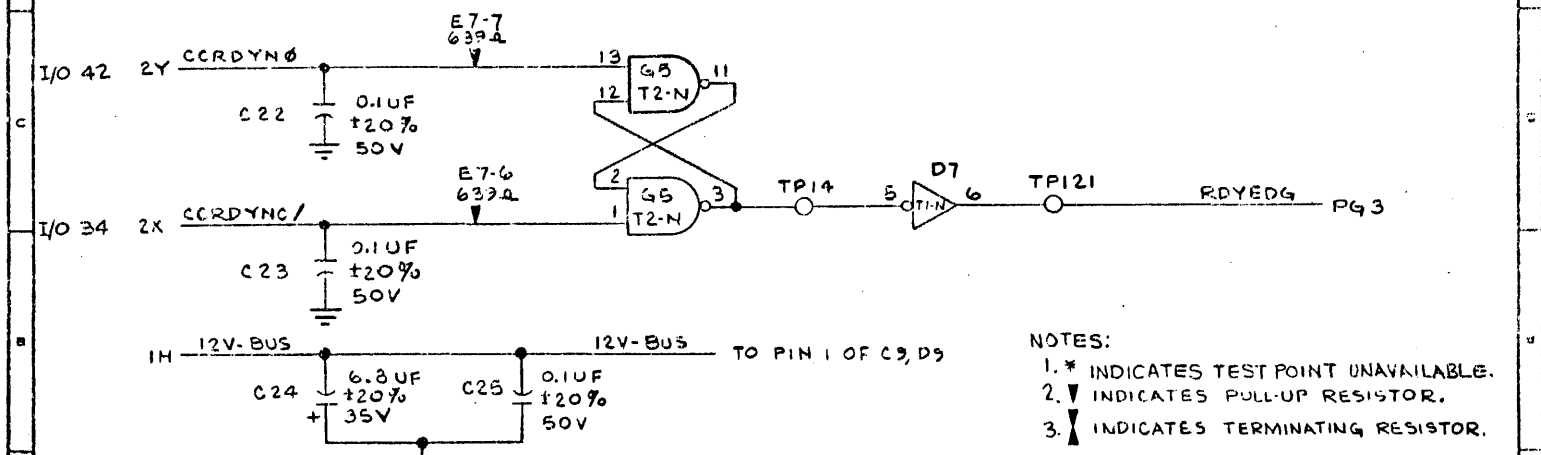 E7-7
633Ω
I/O 42 2Y CCRDYNØ 13 G5 11
12 T2-N
C22 0.1UF
±20%
50V
C
E7-6
633Ω
2 G5 3 TP14 5 D7 6 TP121 RDYEDG PG3
I/O 34 2X CCRDYNC/ 1 T2-N T1-N
C23 0.1UF
±20%
50V
B
1H 12V-BUS 12V-BUS TO PIN 1 OF C9, D9
C24 6.8UF
±20%
+ 35V
C25 0.1UF
±20%
50V
NOTES:
1. * INDICATES TEST POINT UNAVAILABLE.
2. ▼ INDICATES PULL-UP RESISTOR.
3. INDICATES TERMINATING RESISTOR.